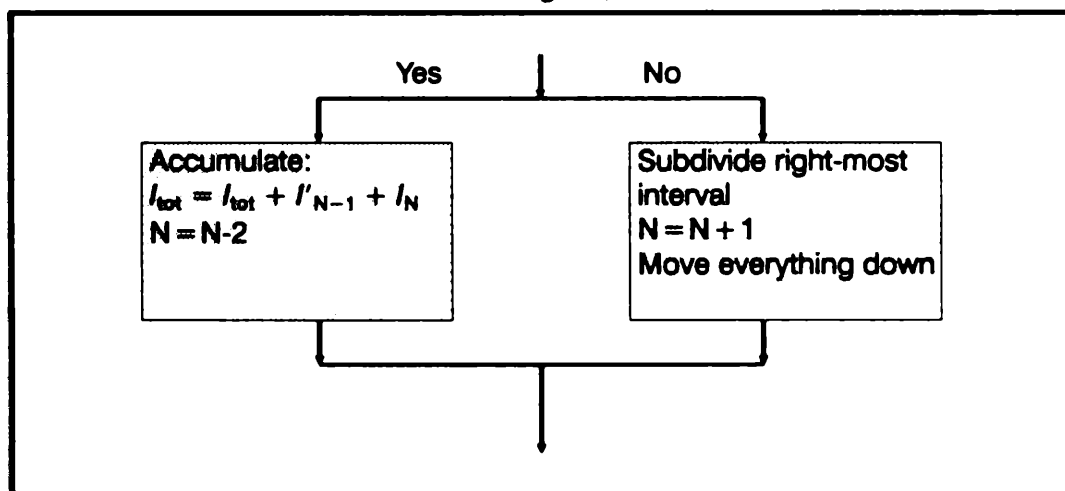 Yes
No
Accumulate:
I_tot = I_tot + I'_N−1 + I_N
N = N-2
Subdivide right-most
interval
N = N + 1
Move everything down